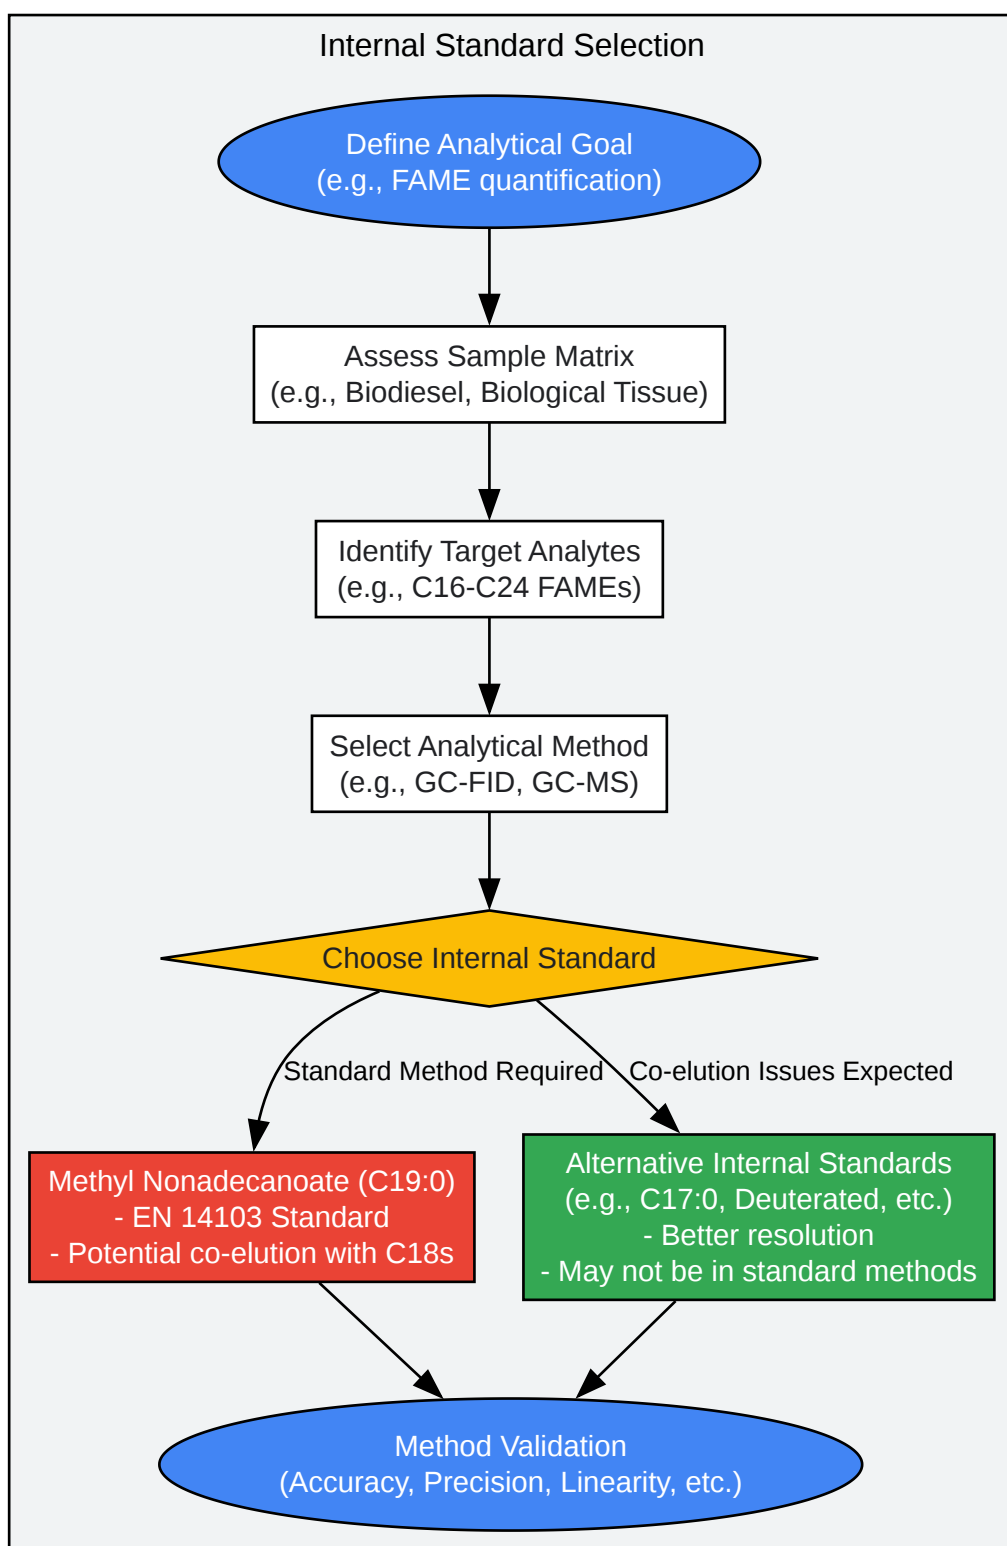 Internal Standard Selection
Define Analytical Goal
(e.g., FAME quantification)
Assess Sample Matrix
(e.g., Biodiesel, Biological Tissue)
Identify Target Analytes
(e.g., C16-C24 FAMEs)
Select Analytical Method
(e.g., GC-FID, GC-MS)
Choose Internal Standard
Standard Method Required
Co-elution Issues Expected
Methyl Nonadecanoate (C19:0)
- EN 14103 Standard
- Potential co-elution with C18s
Alternative Internal Standards
(e.g., C17:0, Deuterated, etc.)
- Better resolution
- May not be in standard methods
Method Validation
(Accuracy, Precision, Linearity, etc.)